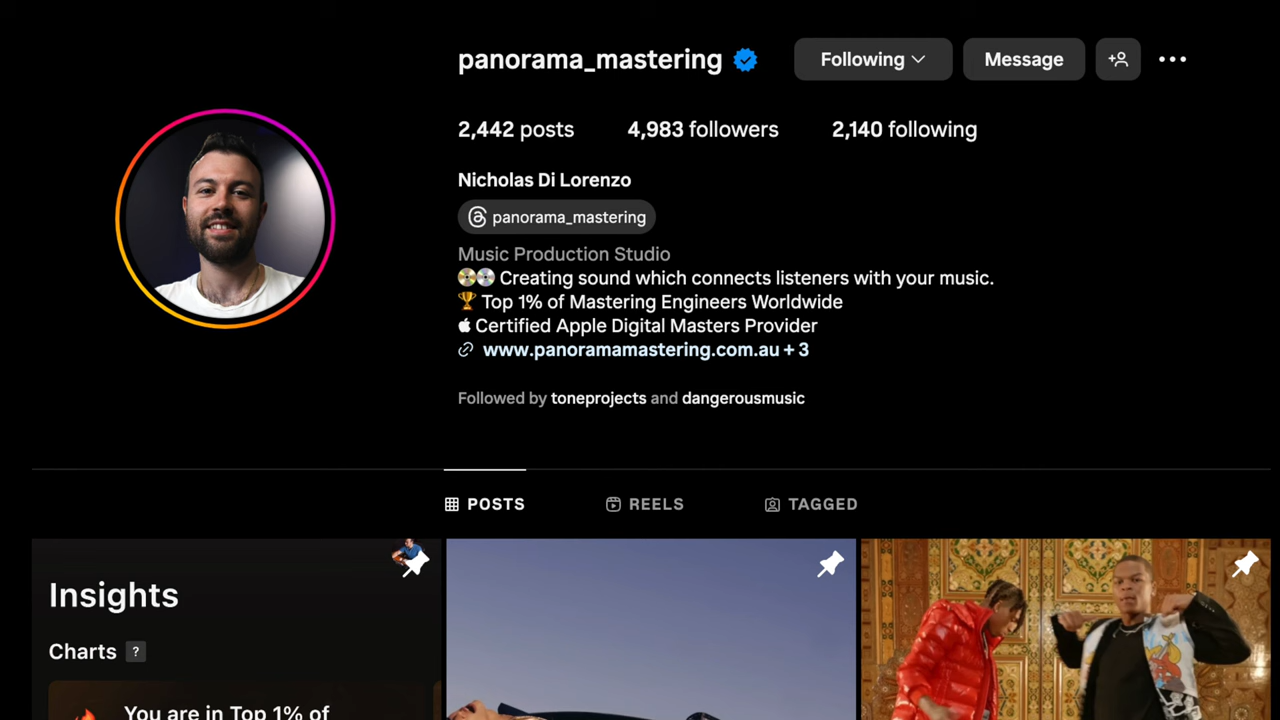 panorama_mastering
Following
Message
2,442 posts
4,983 followers
2,140 following
Nicholas Di Lorenzo
panorama_mastering
Music Production Studio
Creating sound which connects listeners with your music.
Top 1% of Mastering Engineers Worldwide
Certified Apple Digital Masters Provider
www.panoramamastering.com.au + 3
Followed by toneprojects and dangerousmusic
POSTS
REELS
TAGGED
Insights
Charts ?
You are in Top 1% of